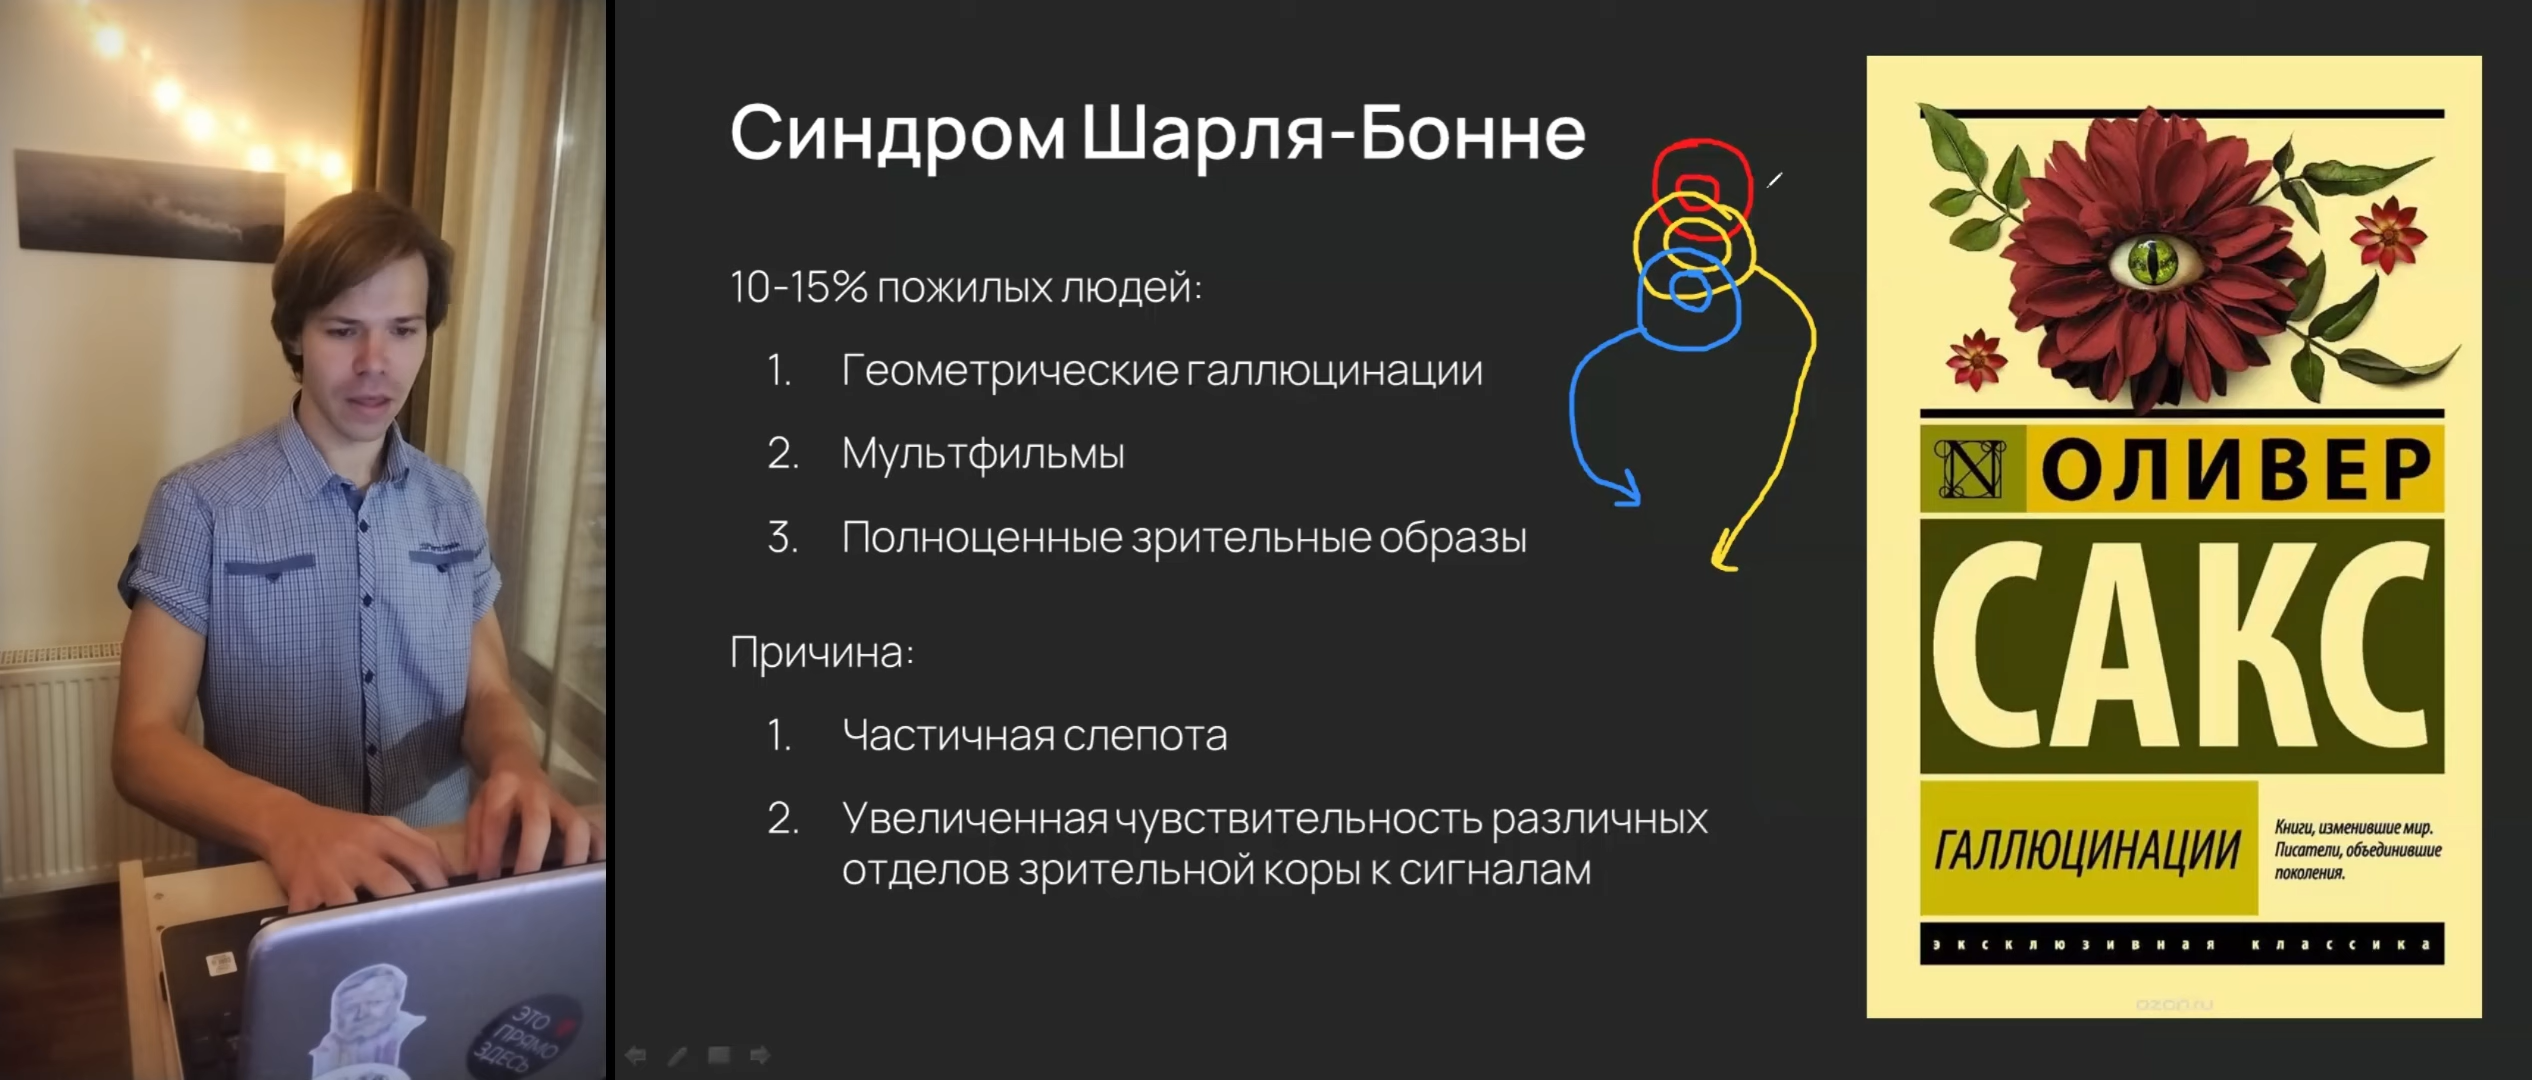 Синдром Шарля-Бонне
10-15% пожилых людей:
1. Геометрические галлюцинации
2. Мультфильмы
3. Полноценные зрительные образы
Причина:
1. Частичная слепота
2. Увеличенная чувствительность различных
отделов зрительной коры к сигналам
N ОЛИВЕР
САКС
ГАЛЛЮЦИНАЦИИ
Книги, изменившие мир.
Писатели, объединившие
поколения.
эксклюзивная классика
ozon.ru
ЭТО
ПРЯМО
ЗДЕСЬ